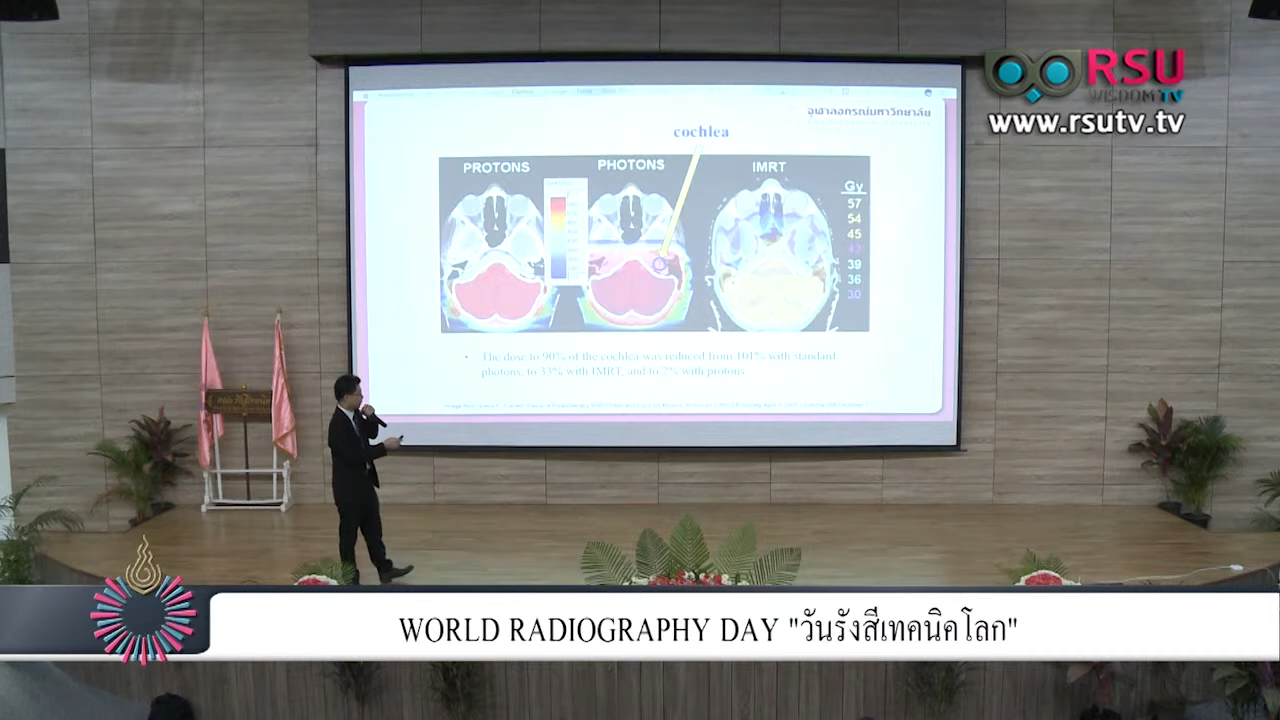 RSU
WISDOM TV
www.rsutv.tv
จุฬาลงกรณ์มหาวิทยาลัย
cochlea
PROTONS
PHOTONS
IMRT
Gy
57
54
45
42
39
36
30
• The dose to 90% of the cochlea was reduced from 101% with standard
photons, to 33% with IMRT, and to 2% with protons
WORLD RADIOGRAPHY DAY "วันรังสีเทคนิคโลก"